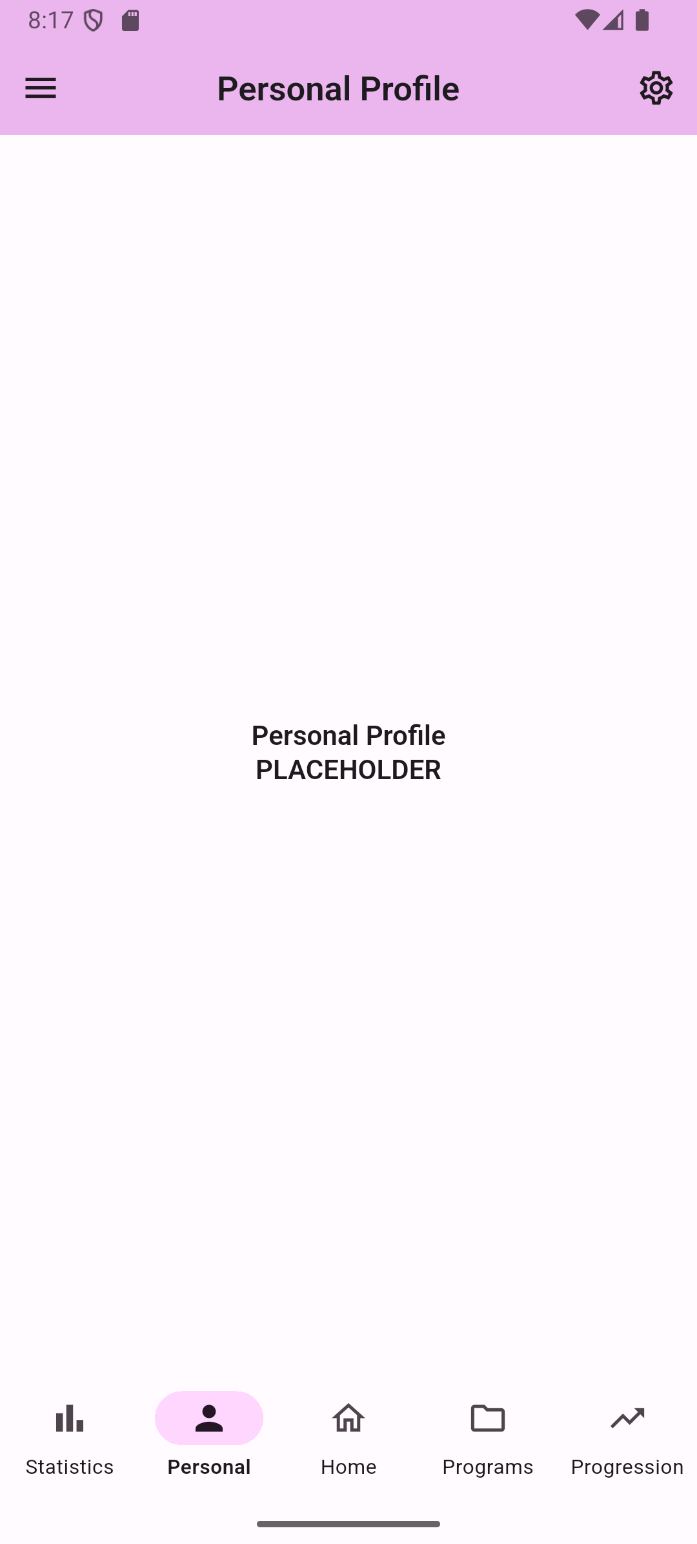 8:17
Personal Profile
Personal Profile
PLACEHOLDER
Statistics
Personal
Home
Programs
Progression